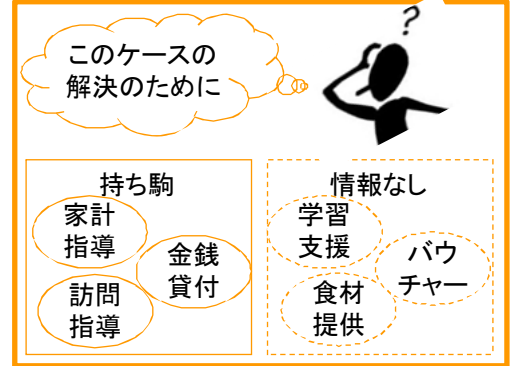 ?
このケースの
解決のために
持ち駒
家計
指導
金銭
貸付
訪問
指導
情報なし
学習
支援
バウ
チャー
食材
提供